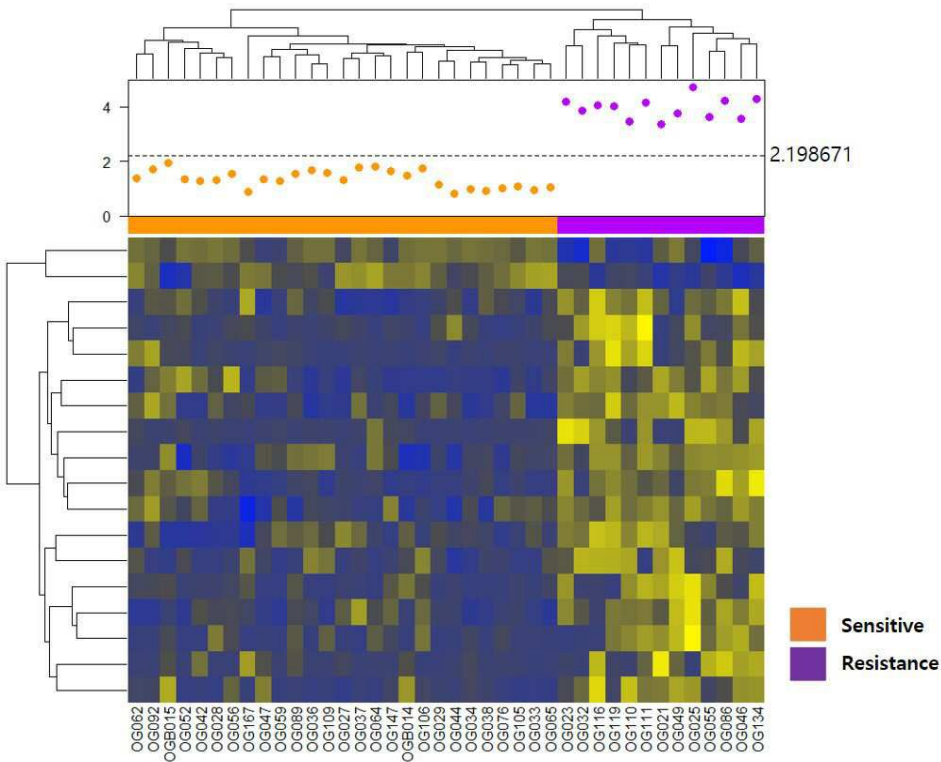 4
2
0
2.198671
Sensitive
Resistance
OG062
OG092
OGB015
OG052
OG042
OG028
OG056
OG167
OG047
OG059
OG089
OG036
OG109
OG027
OG037
OG064
OG147
OGB014
OG106
OG029
OG044
OG034
OG038
OG076
OG105
OG033
OG065
OG023
OG032
OG116
OG119
OG110
OG111
OG021
OG049
OG025
OG055
OG086
OG046
OG134